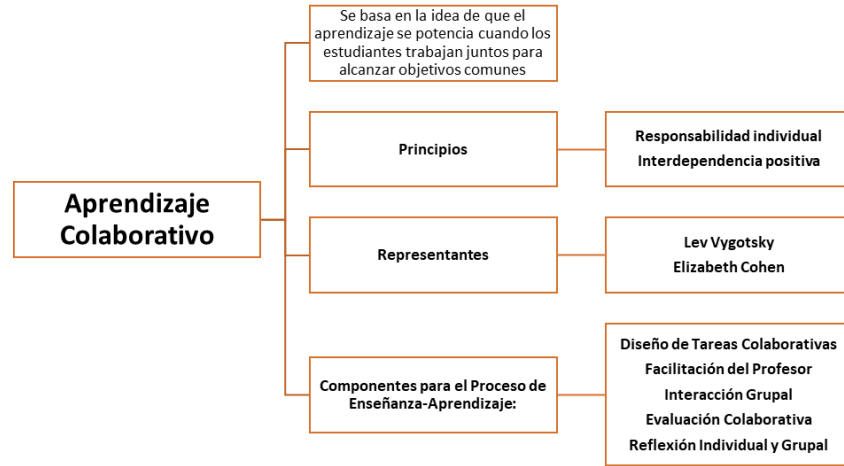 Se basa en la idea de que el
aprendizaje se potencia cuando los
estudiantes trabajan juntos para
alcanzar objetivos comunes
Aprendizaje
Colaborativo
Principios
Responsabilidad individual
Interdependencia positiva
Representantes
Lev Vygotsky
Elizabeth Cohen
Componentes para el Proceso de
Enseñanza-Aprendizaje:
Diseño de Tareas Colaborativas
Facilitación del Profesor
Interacción Grupal
Evaluación Colaborativa
Reflexión Individual y Grupal